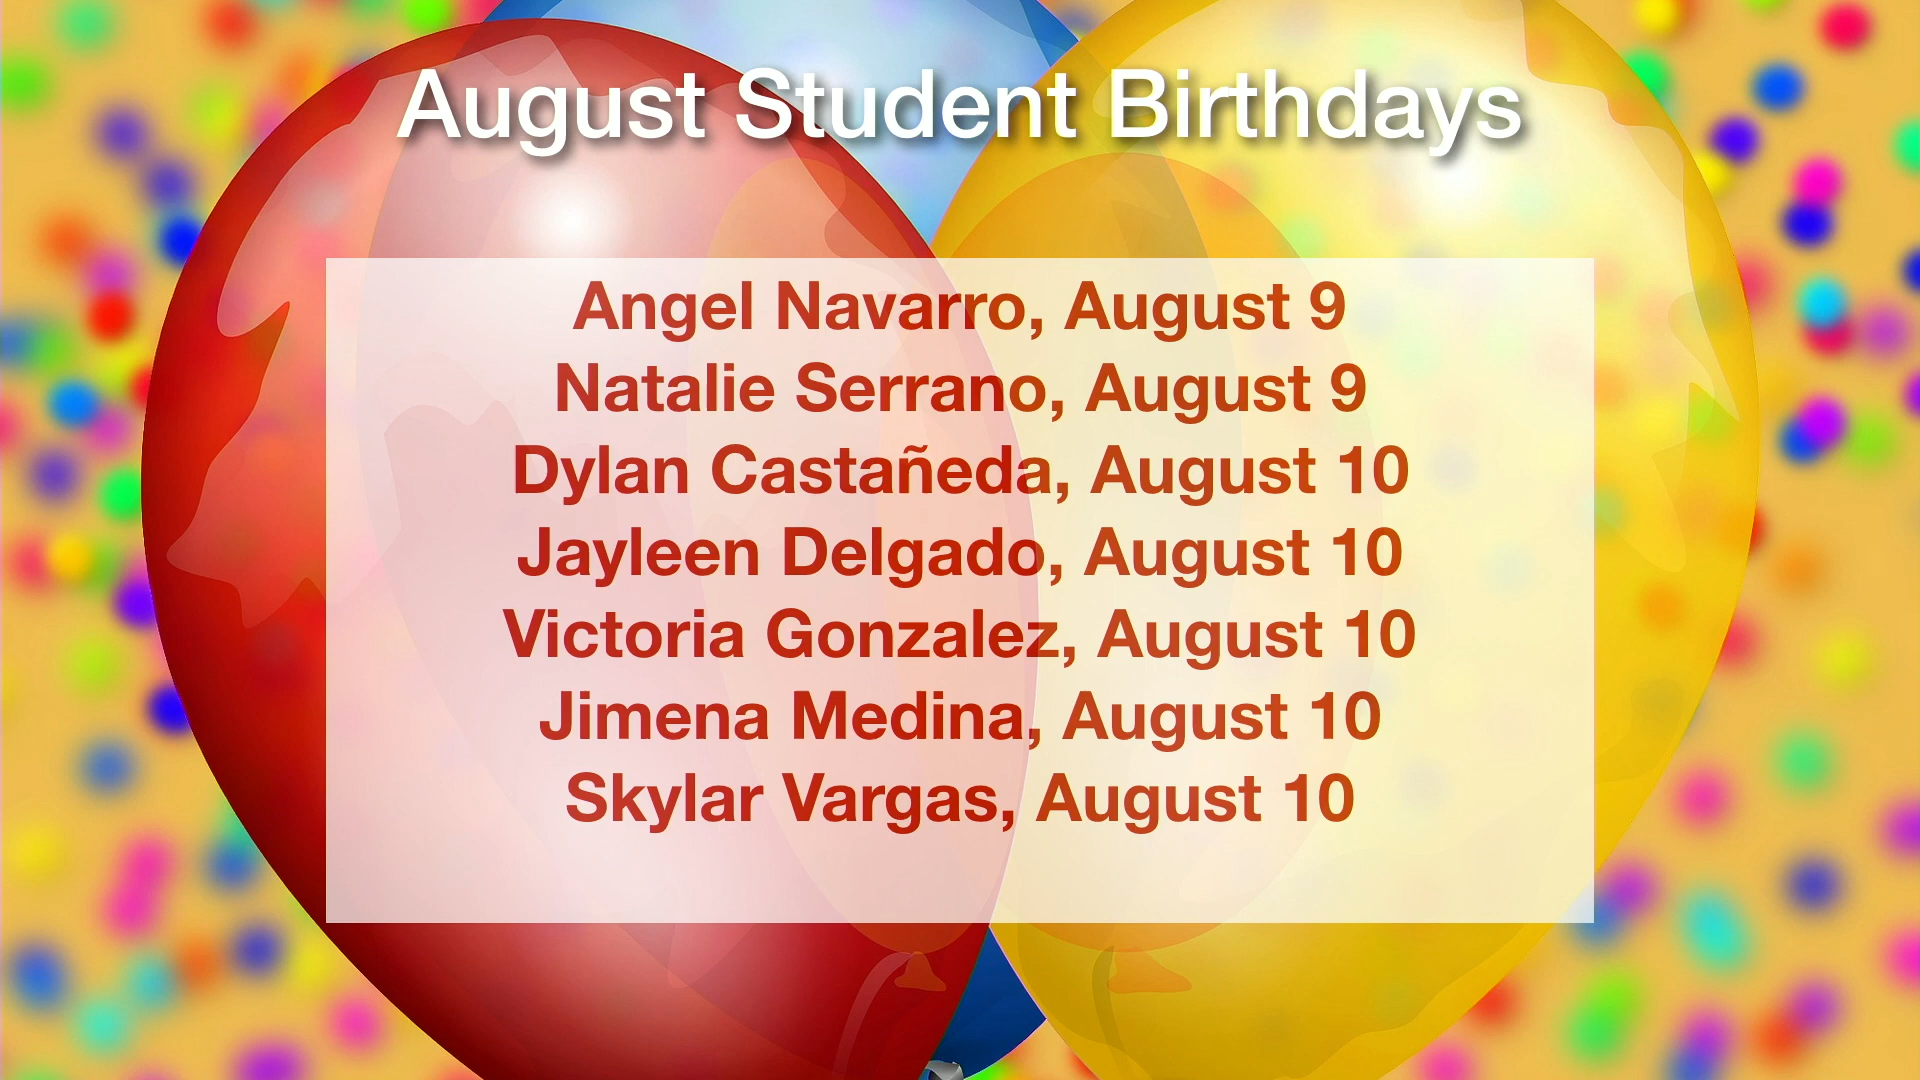 August Student Birthdays
Angel Navarro, August 9
Natalie Serrano, August 9
Dylan Castañeda, August 10
Jayleen Delgado, August 10
Victoria Gonzalez, August 10
Jimena Medina, August 10
Skylar Vargas, August 10